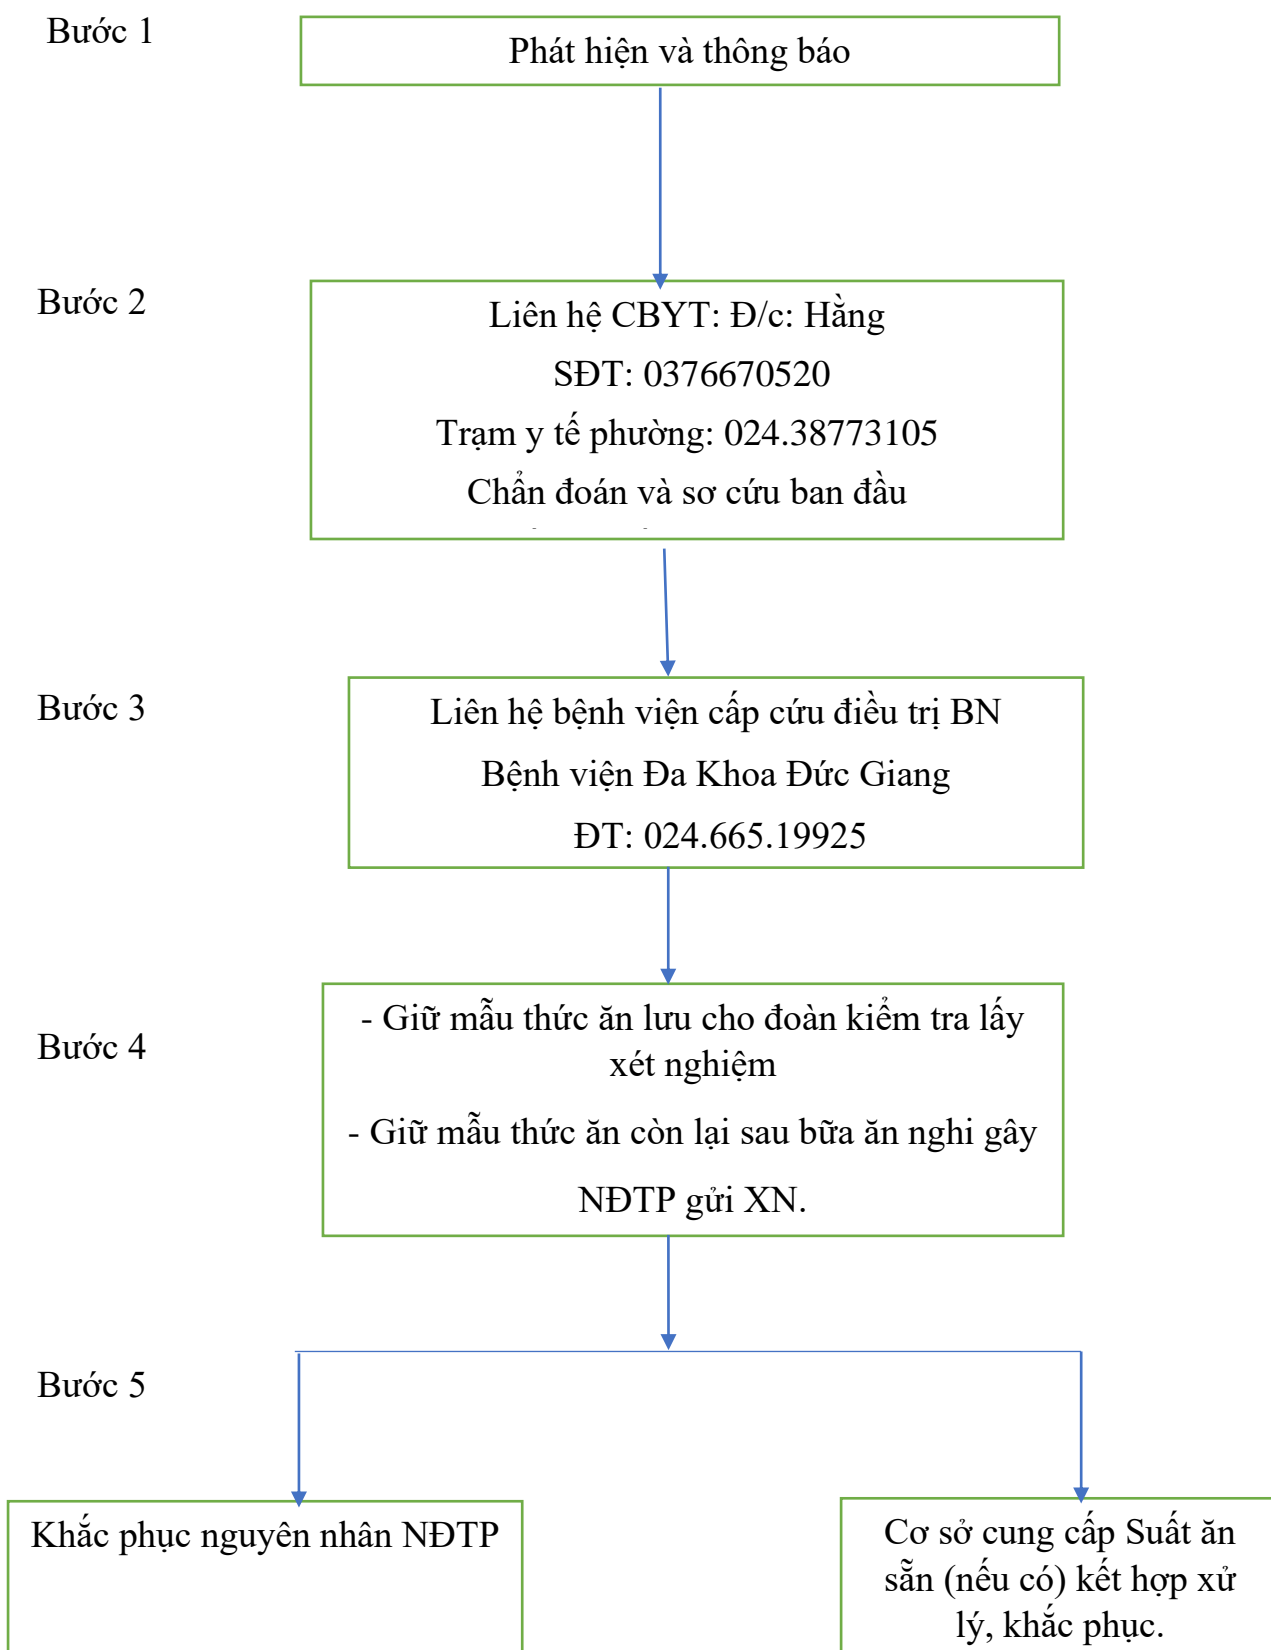 Bước 1
Phát hiện và thông báo
Bước 2
Liên hệ CBYT: Đ/c: Hằng
SĐT: 0376670520
Trạm y tế phường: 024.38773105
Chẩn đoán và sơ cứu ban đầu
Bước 3
Liên hệ bệnh viện cấp cứu điều trị BN
Bệnh viện Đa Khoa Đức Giang
ĐT: 024.665.19925
Bước 4
- Giữ mẫu thức ăn lưu cho đoàn kiểm tra lấy
xét nghiệm
- Giữ mẫu thức ăn còn lại sau bữa ăn nghi gây
NĐTP gửi XN.
Bước 5
Khắc phục nguyên nhân NĐTP
Cơ sở cung cấp Suất ăn
sẵn (nếu có) kết hợp xử
lý, khắc phục.